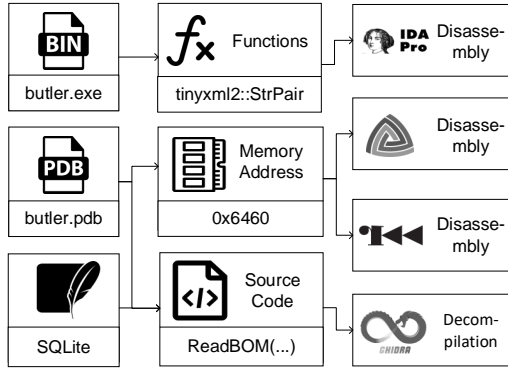 BIN
butler.exe
fx
Functions
tinyxml2::StrPair
IDA
Pro
Disasse-
mbly
PDB
butler.pdb
Memory
Address
0x6460
Disasse-
mbly
Disasse-
mbly
SQLite
</>
Source
Code
ReadBOM(...)
GHIDRA
Decom-
pilation